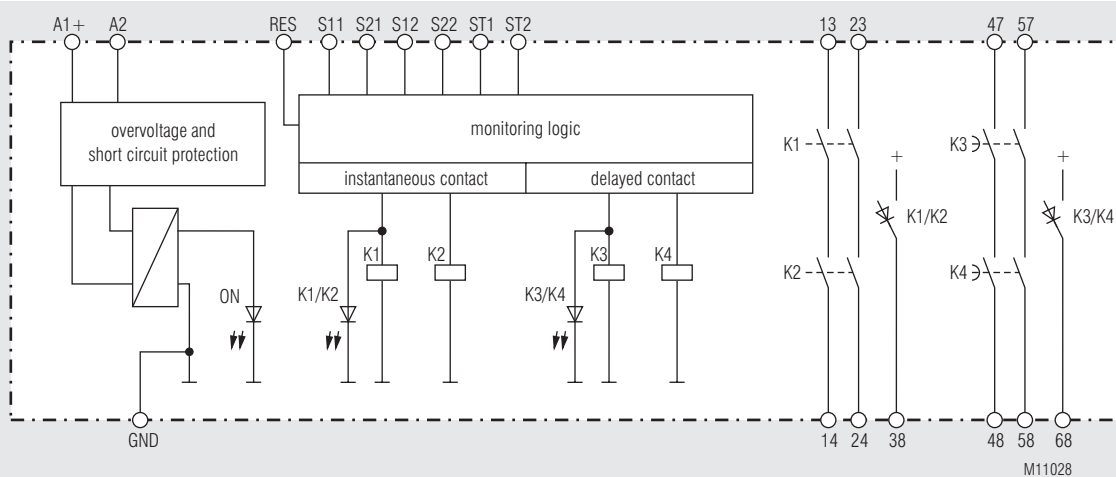 A1+ A2 RES S11 S21 S12 S22 ST1 ST2 13 23 47 57
overvoltage and
short circuit protection
monitoring logic
instantaneous contact delayed contact
K1 K3
+ +
K1/K2 K3/K4
K1 K2 K3 K4
K2 K4
ON K1/K2 K3/K4
GND 14 24 38 48 58 68
M11028